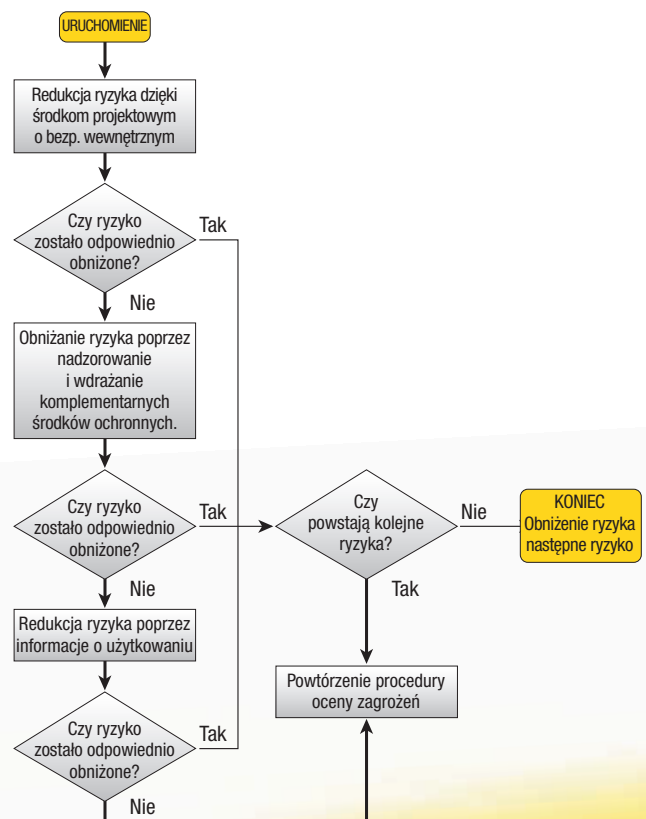 URUCHOMIENIE
Redukcja ryzyka dzięki
środkom projektowym
o bezp. wewnętrznym
Czy ryzyko
zostało odpowiednio
obniżone?
Tak
Nie
Obniżanie ryzyka poprzez
nadzorowanie
i wdrażanie
komplementarnych
środków ochronnych.
Czy ryzyko
zostało odpowiednio
obniżone?
Tak
Nie
Czy
powstają kolejne
ryzyka?
Nie
Tak
KONIEC
Obniżenie ryzyka
następne ryzyko
Redukcja ryzyka poprzez
informacje o użytkowaniu
Powtórzenie procedury
oceny zagrożeń
Czy ryzyko
zostało odpowiednio
obniżone?
Tak
Nie